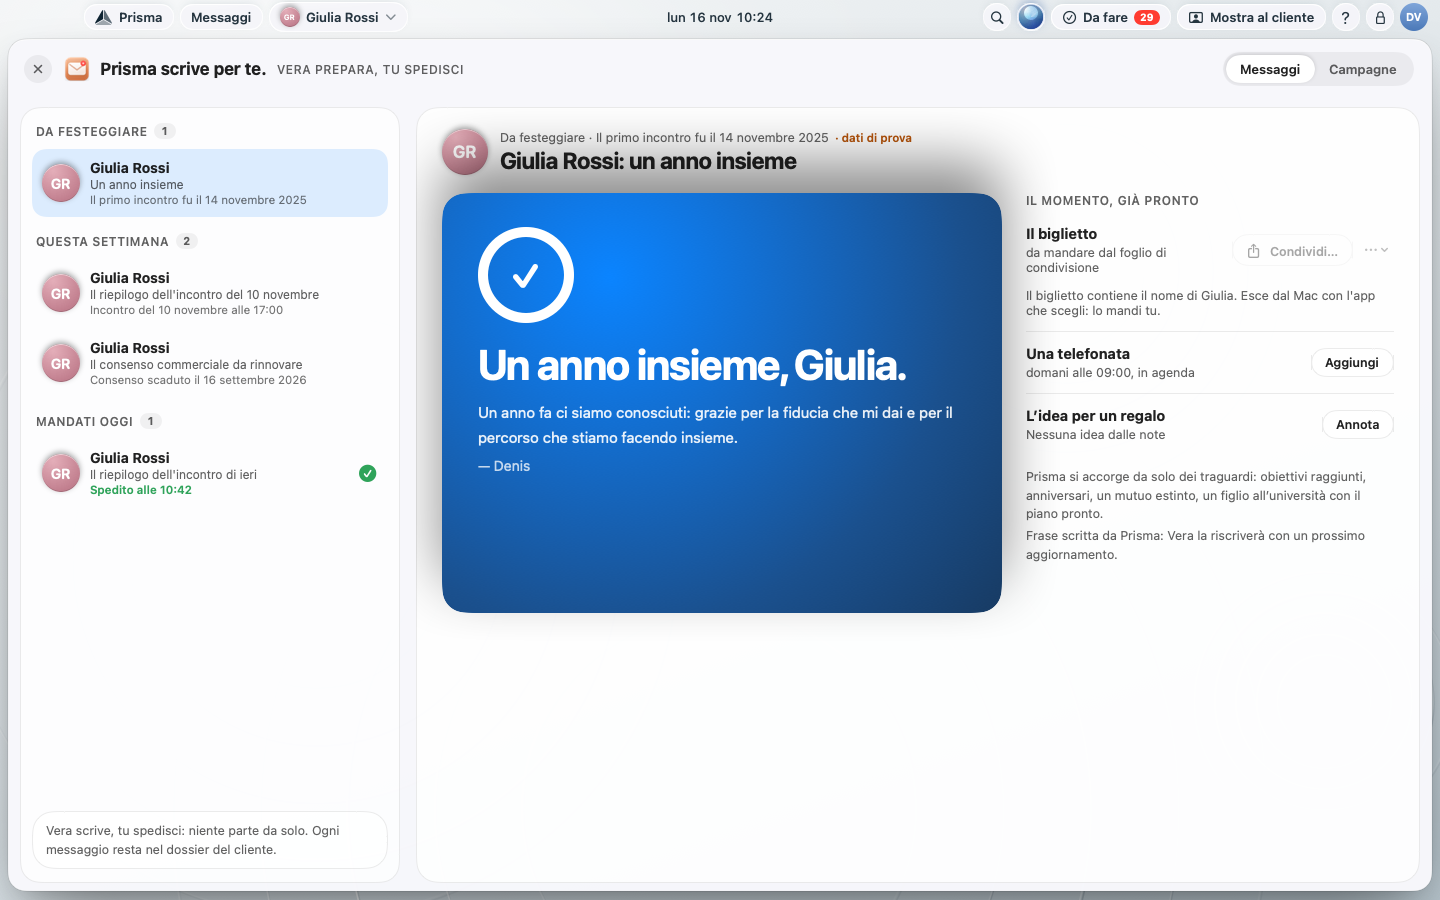 Prisma
Messaggi
GR Giulia Rossi
lun 16 nov 10:24
Da fare 29
Mostra al cliente
?
DV
Prisma scrive per te. VERA PREPARA, TU SPEDISCI
Messaggi
Campagne
DA FESTEGGIARE 1
GR
Giulia Rossi
Un anno insieme
Il primo incontro fu il 14 novembre 2025
QUESTA SETTIMANA 2
GR
Giulia Rossi
Il riepilogo dell'incontro del 10 novembre
Incontro del 10 novembre alle 17:00
GR
Giulia Rossi
Il consenso commerciale da rinnovare
Consenso scaduto il 16 settembre 2026
MANDATI OGGI 1
GR
Giulia Rossi
Il riepilogo dell'incontro di ieri
Spedito alle 10:42
Vera scrive, tu spedisci: niente parte da solo. Ogni
messaggio resta nel dossier del cliente.
GR
Da festeggiare · Il primo incontro fu il 14 novembre 2025 · dati di prova
Giulia Rossi: un anno insieme
Un anno insieme, Giulia.
Un anno fa ci siamo conosciuti: grazie per la fiducia che mi dai e per il
percorso che stiamo facendo insieme.
— Denis
IL MOMENTO, GIÀ PRONTO
Il biglietto
da mandare dal foglio di
condivisione
Condividi...
Il biglietto contiene il nome di Giulia. Esce dal Mac con l'app
che scegli: lo mandi tu.
Una telefonata
domani alle 09:00, in agenda
Aggiungi
L’idea per un regalo
Nessuna idea dalle note
Annota
Prisma si accorge da solo dei traguardi: obiettivi raggiunti,
anniversari, un mutuo estinto, un figlio all’università con il
piano pronto.
Frase scritta da Prisma: Vera la riscriverà con un prossimo
aggiornamento.